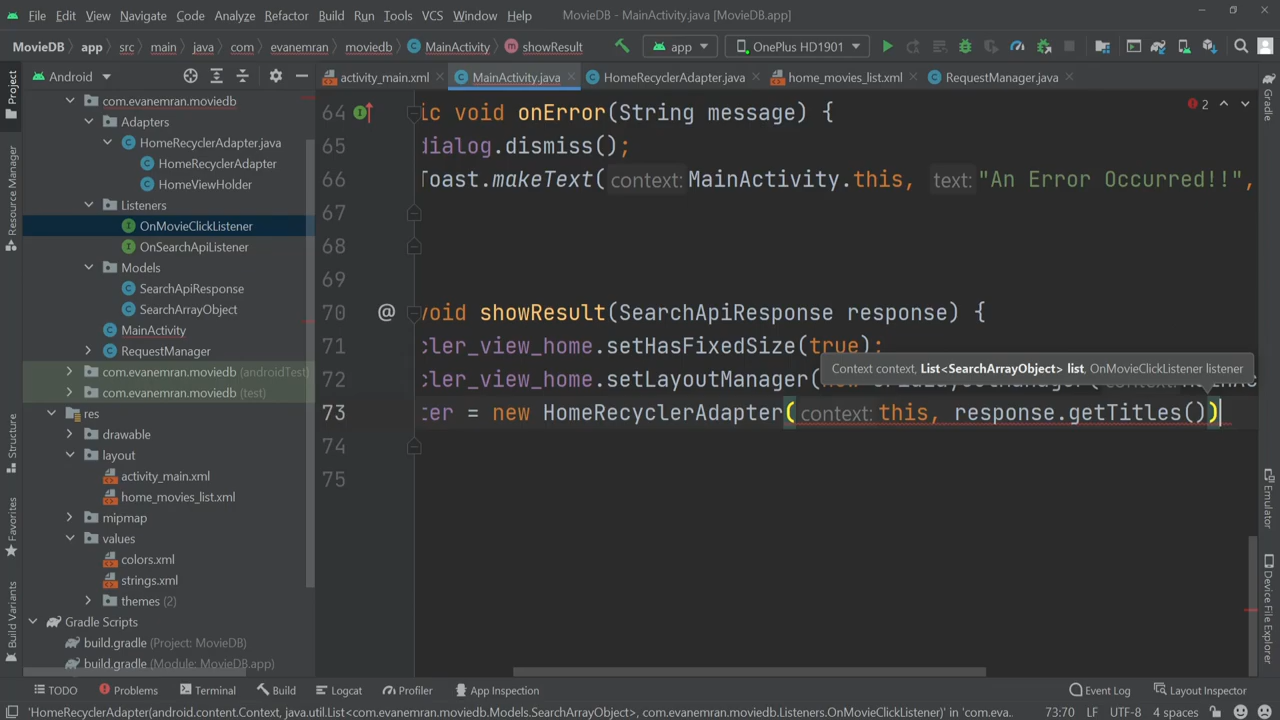 File Edit View Navigate Code Analyze Refactor Build Run Tools VCS Window Help MovieDB - MainActivity.java [MovieDB.app]
MovieDB app src main java com evanemran moviedb MainActivity showResult app OnePlus HD1901
Android activity_main.xml MainActivity.java HomeRecyclerAdapter.java home_movies_list.xml RequestManager.java
com.evanemran.moviedb
Adapters
HomeRecyclerAdapter.java
HomeRecyclerAdapter
HomeViewHolder
Listeners
OnMovieClickListener
OnSearchApiListener
Models
SearchApiResponse
SearchArrayObject
MainActivity
RequestManager
com.evanemran.moviedb (androidTest)
com.evanemran.moviedb (test)
res
drawable
layout
activity_main.xml
home_movies_list.xml
mipmap
values
colors.xml
strings.xml
themes (2)
Gradle Scripts
build.gradle (Project: MovieDB)
build.gradle (Module: MovieDB.app)
64 ic void onError(String message) { 2
65 dialog.dismiss();
66 Toast.makeText( context: MainActivity.this, text: "An Error Occurred!!",
67
68
69
70 @ void showResult(SearchApiResponse response) {
71 cler_view_home.setHasFixedSize(true);
Context context, List<SearchArrayObject> list, OnMovieClickListener listener
72 cler_view_home.setLayoutManager(
73 ter = new HomeRecyclerAdapter( context: this, response.getTitles())
74
75
Project
Resource Manager
Structure
Favorites
Build Variants
Gradle
Emulator
Device File Explorer
TODO Problems Terminal Build Logcat Profiler App Inspection Event Log Layout Inspector
'HomeRecyclerAdapter(android.content.Context, java.util.List<com.evanemran.moviedb.Models.SearchArrayObject>, com.evanemran.moviedb.Listeners.OnMovieClickListener)' in 'com.eva... 73:70 LF UTF-8 4 spaces